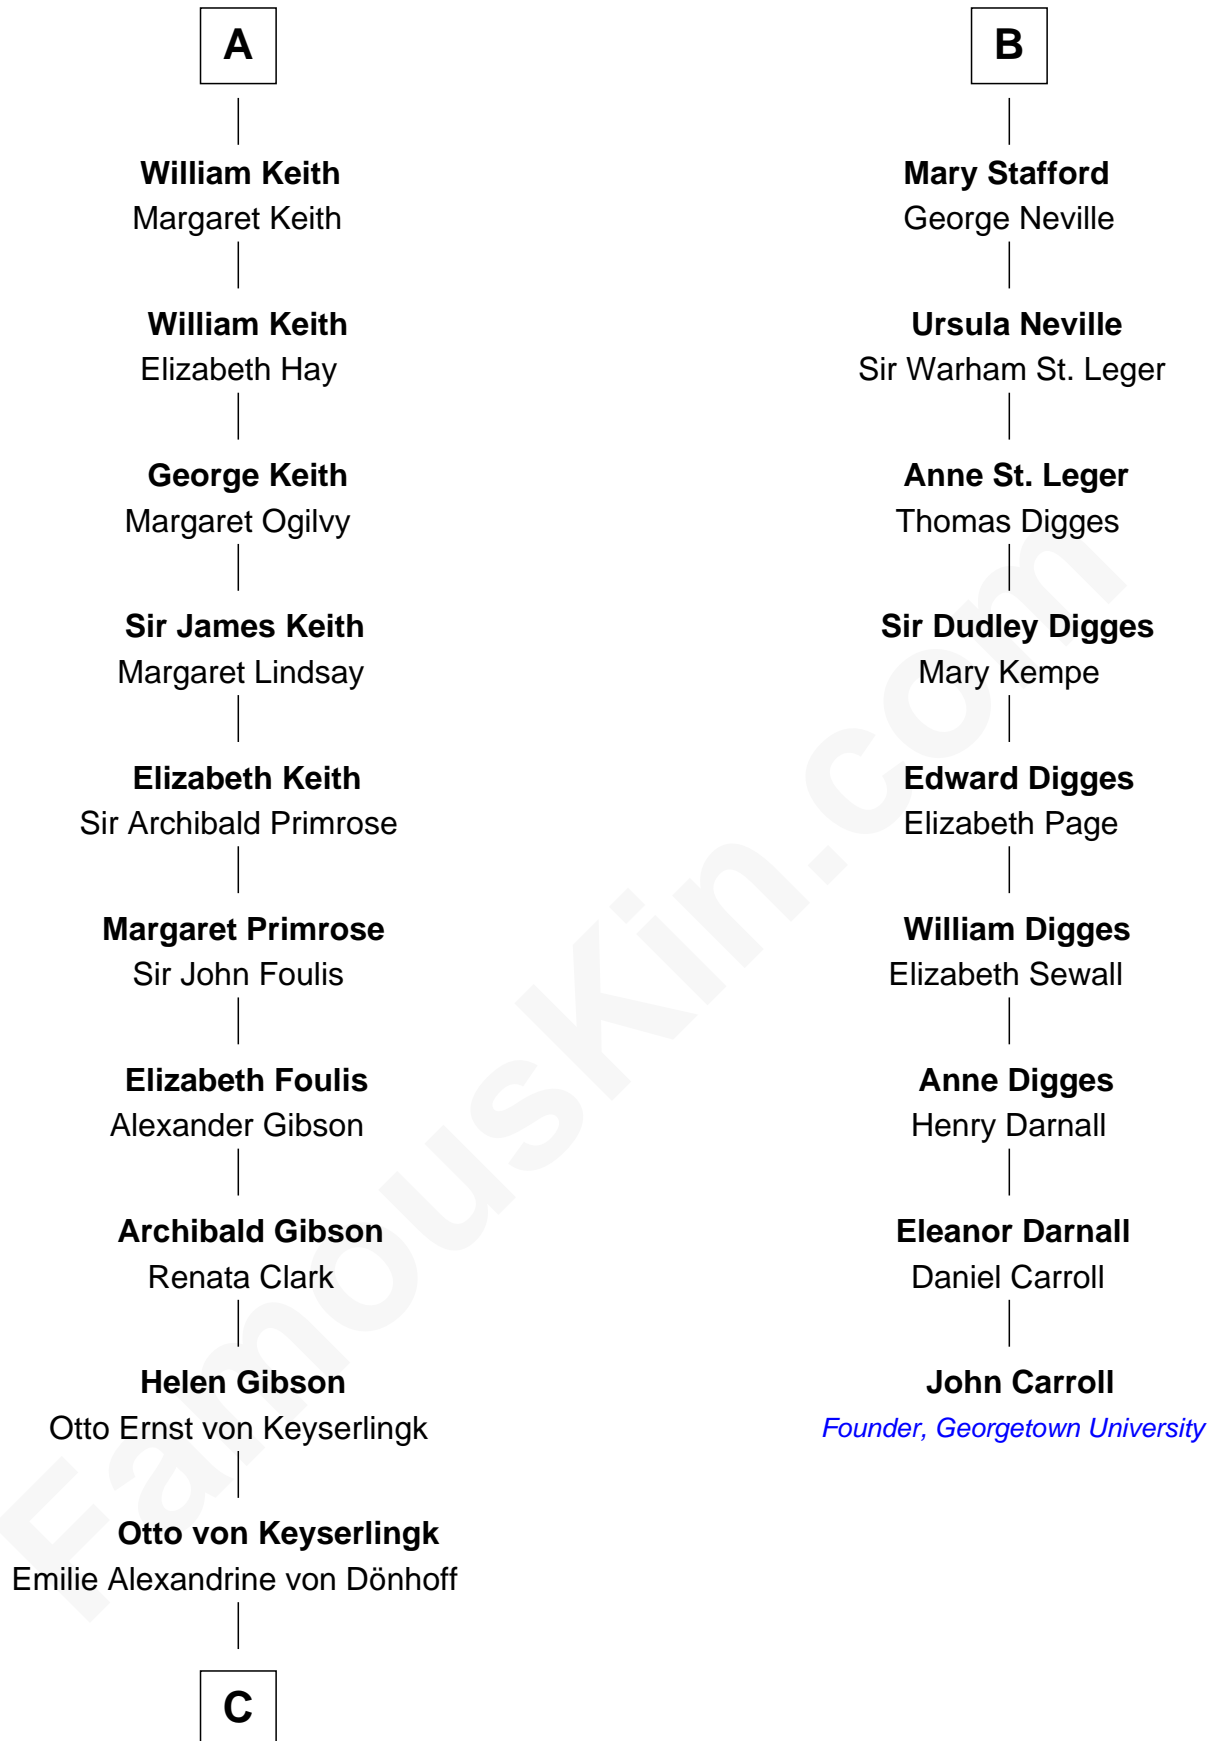 A
William Keith
Margaret Keith
William Keith
Elizabeth Hay
George Keith
Margaret Ogilvy
Sir James Keith
Margaret Lindsay
Elizabeth Keith
Sir Archibald Primrose
Margaret Primrose
Sir John Foulis
Elizabeth Foulis
Alexander Gibson
Archibald Gibson
Renata Clark
Helen Gibson
Otto Ernst von Keyserlingk
Otto von Keyserlingk
Emilie Alexandrine von Dönhoff
C
B
Mary Stafford
George Neville
Ursula Neville
Sir Warham St. Leger
Anne St. Leger
Thomas Digges
Sir Dudley Digges
Mary Kempe
Edward Digges
Elizabeth Page
William Digges
Elizabeth Sewall
Anne Digges
Henry Darnall
Eleanor Darnall
Daniel Carroll
John Carroll
Founder, Georgetown University
FamousKin.com